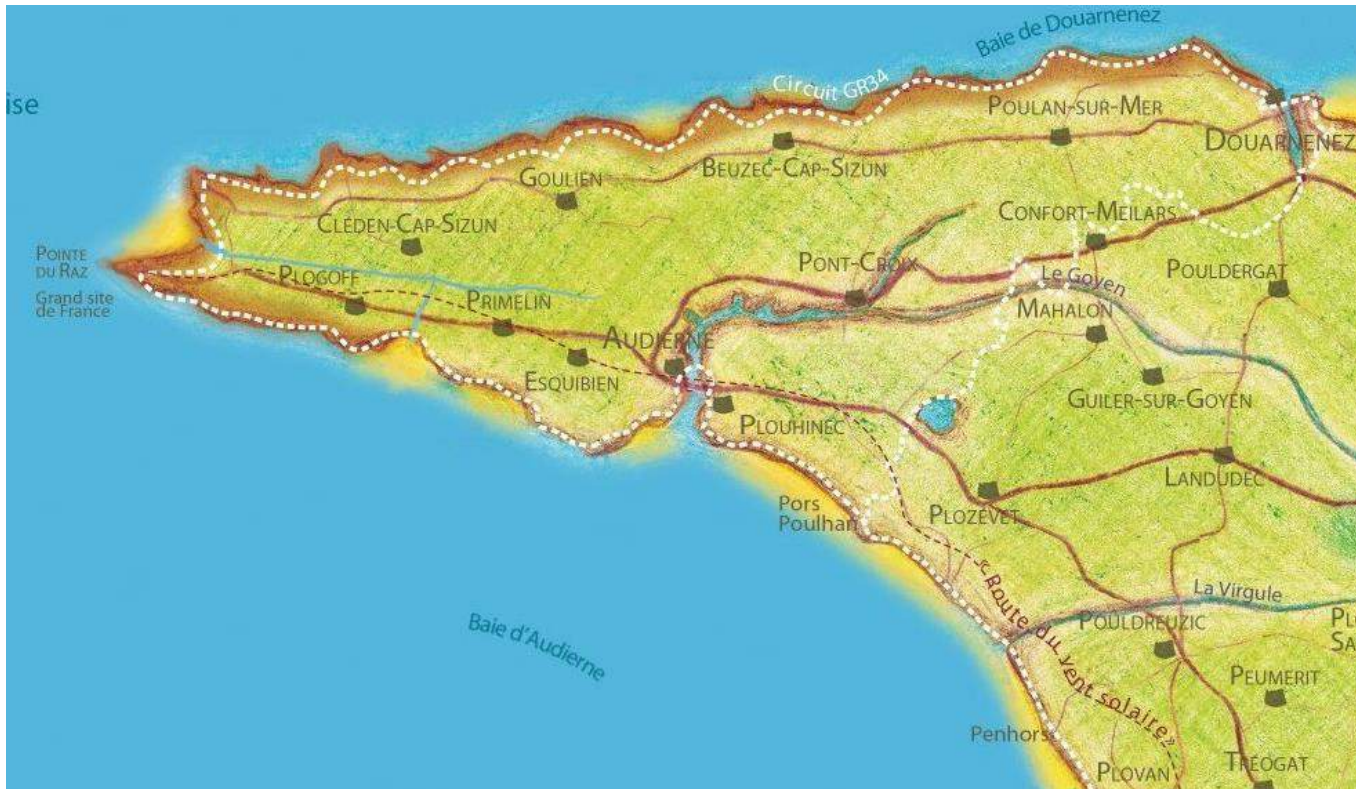 Baie de Douarnenez
ise
Circuit GR34
POULAN-SUR-MER
DOUARNENEZ
BEUZEC-CAP-SIZUN
GOULIEN
CLÉDEN-CAP-SIZUN
CONFORT-MEILARS
POINTE
DU RAZ
Grand site
de France
PLOGOFF
PONT-CROIX
Le Goyen
POULDERGAT
PRIMELIN
MAHALON
AUDIERNE
ESQUIBIEN
GUILER-SUR-GOYEN
PLOUHINEC
LANDUDEC
Pors
Poulhan
PLOZÉVET
« Route du vent solaire»
La Virgule
POULDREUZIC
PL
SA
Baie d'Audierne
PEUMERIT
Penhors
PLOVAN
TRÉOGAT